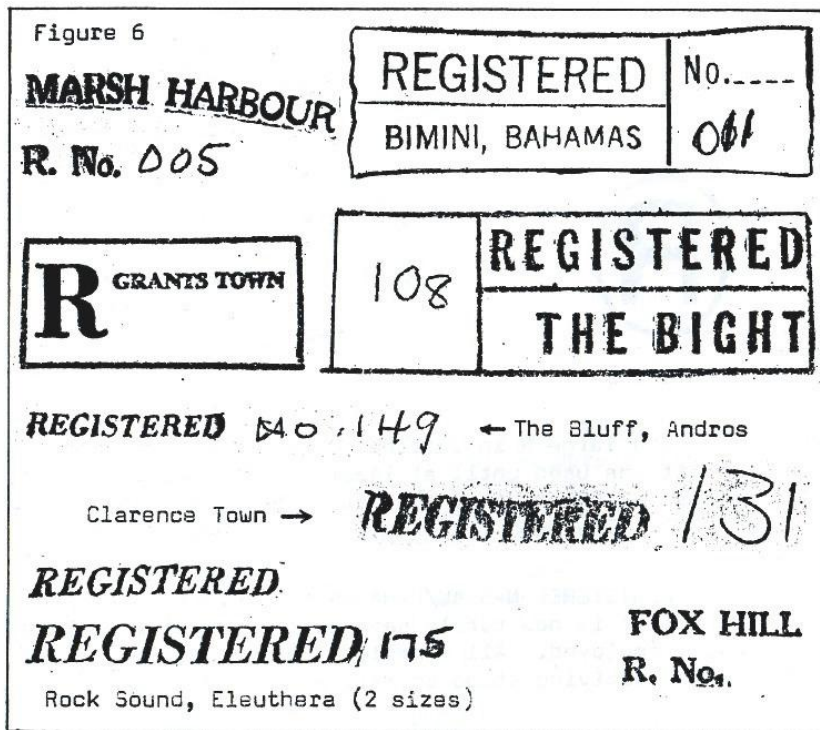 Figure 6
MARSH HARBOUR
R. No. 005
REGISTERED
BIMINI, BAHAMAS
No.-----
011
R GRANTS TOWN
108
REGISTERED
THE BIGHT
REGISTERED No. 149 ← The Bluff, Andros
Clarence Town → REGISTERED 131
REGISTERED
REGISTERED 175
Rock Sound, Eleuthera (2 sizes)
FOX HILL
R. No.